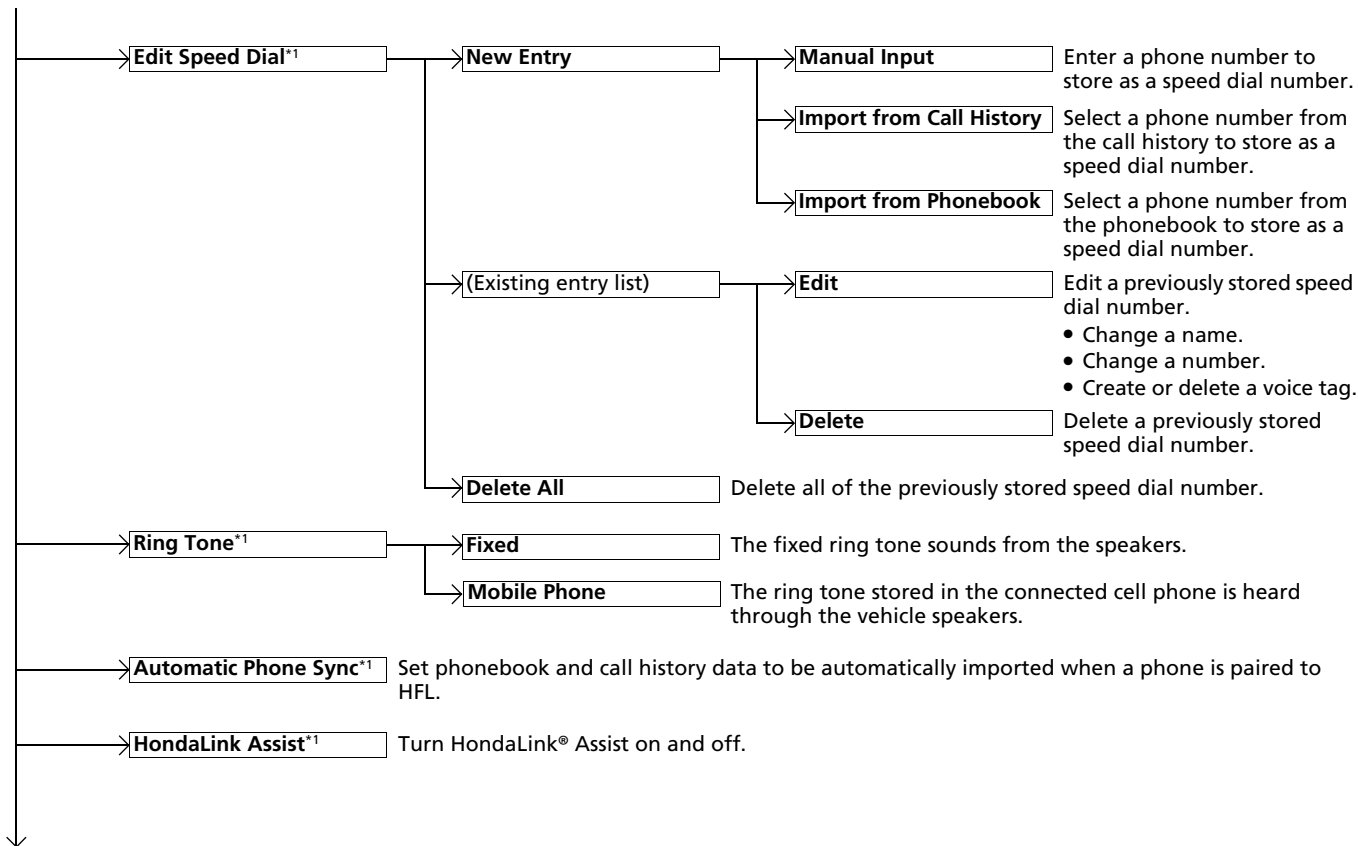 Edit Speed Dial*1
New Entry
Manual Input
Enter a phone number to
store as a speed dial number.
Import from Call History
Select a phone number from
the call history to store as a
speed dial number.
Import from Phonebook
Select a phone number from
the phonebook to store as a
speed dial number.
(Existing entry list)
Edit
Edit a previously stored speed
dial number.
• Change a name.
• Change a number.
• Create or delete a voice tag.
Delete
Delete a previously stored
speed dial number.
Delete All
Delete all of the previously stored speed dial number.
Ring Tone*1
Fixed
The fixed ring tone sounds from the speakers.
Mobile Phone
The ring tone stored in the connected cell phone is heard
through the vehicle speakers.
Automatic Phone Sync*1
Set phonebook and call history data to be automatically imported when a phone is paired to
HFL.
HondaLink Assist*1
Turn HondaLink® Assist on and off.